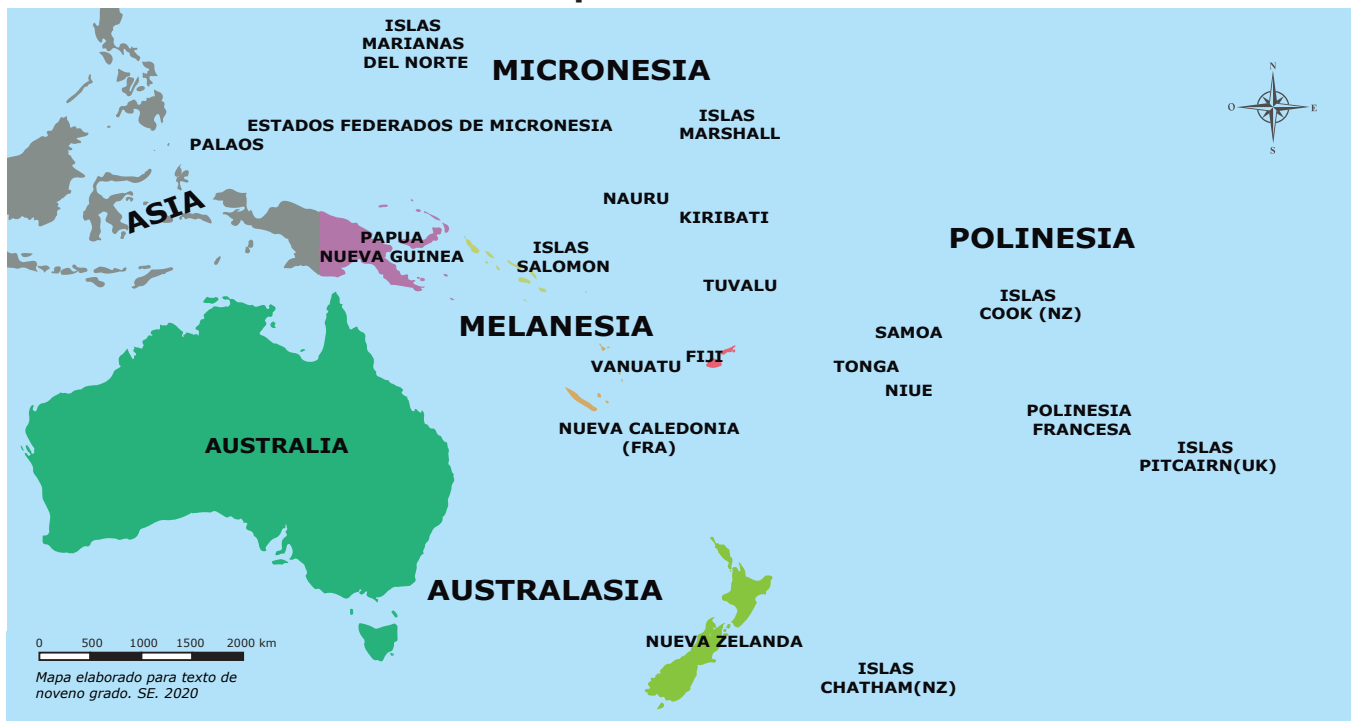 ISLAS
MARIANAS
DEL NORTE
MICRONESIA
N
O
E
S
ESTADOS FEDERADOS DE MICRONESIA
ISLAS
MARSHALL
PALAOS
ASIA
NAURU
KIRIBATI
PAPUA
NUEVA GUINEA
ISLAS
SALOMON
POLINESIA
TUVALU
ISLAS
COOK (NZ)
MELANESIA
SAMOA
VANUATU
FIJI
TONGA
NIUE
NUEVA CALEDONIA
(FRA)
POLINESIA
FRANCESA
AUSTRALIA
ISLAS
PITCAIRN(UK)
AUSTRALASIA
NUEVA ZELANDA
ISLAS
CHATHAM(NZ)
0 500 1000 1500 2000 km
Mapa elaborado para texto de
noveno grado. SE. 2020